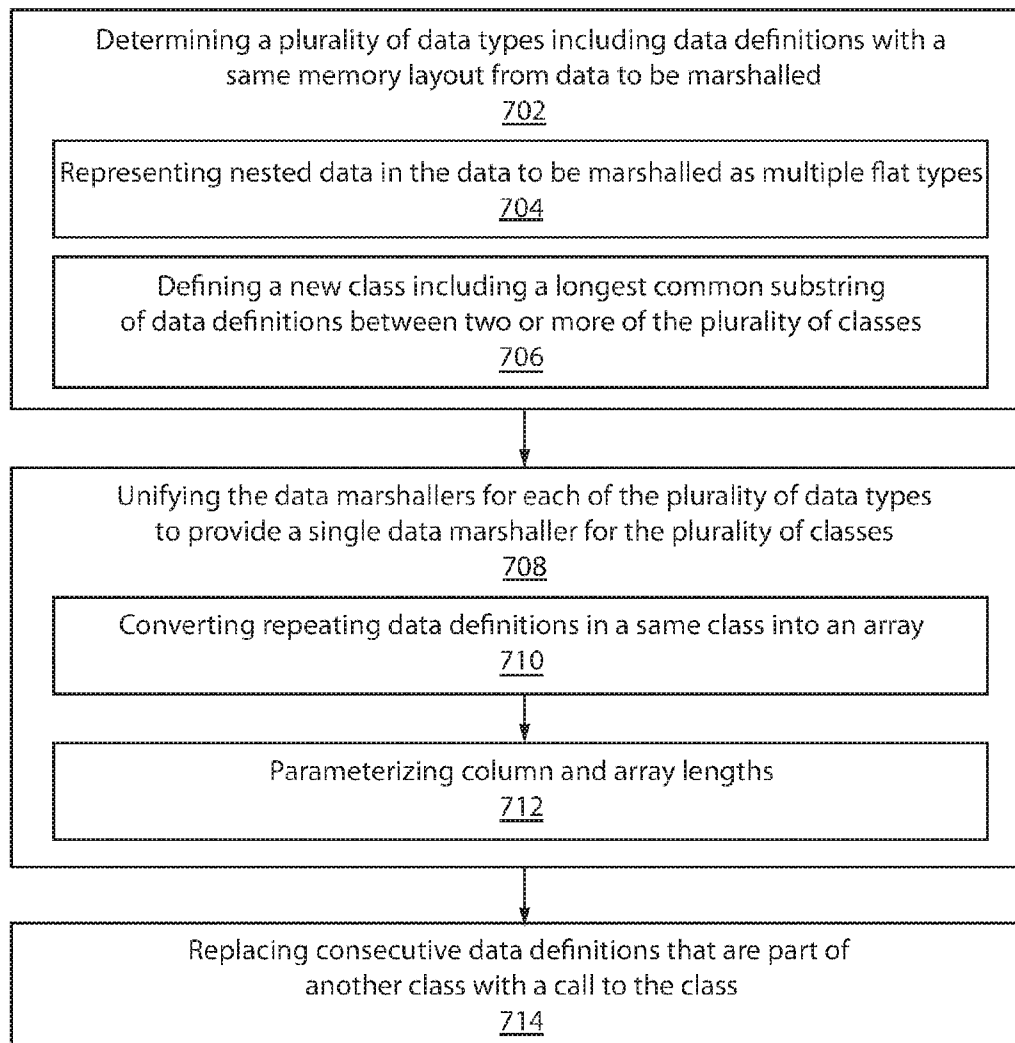 Determining a plurality of data types including data definitions with a
same memory layout from data to be marshalled
702
Representing nested data in the data to be marshalled as multiple flat types
704
Defining a new class including a longest common substring
of data definitions between two or more of the plurality of classes
706
Unifying the data marshallers for each of the plurality of data types
to provide a single data marshaller for the plurality of classes
708
Converting repeating data definitions in a same class into an array
710
Parameterizing column and array lengths
712
Replacing consecutive data definitions that are part of
another class with a call to the class
714